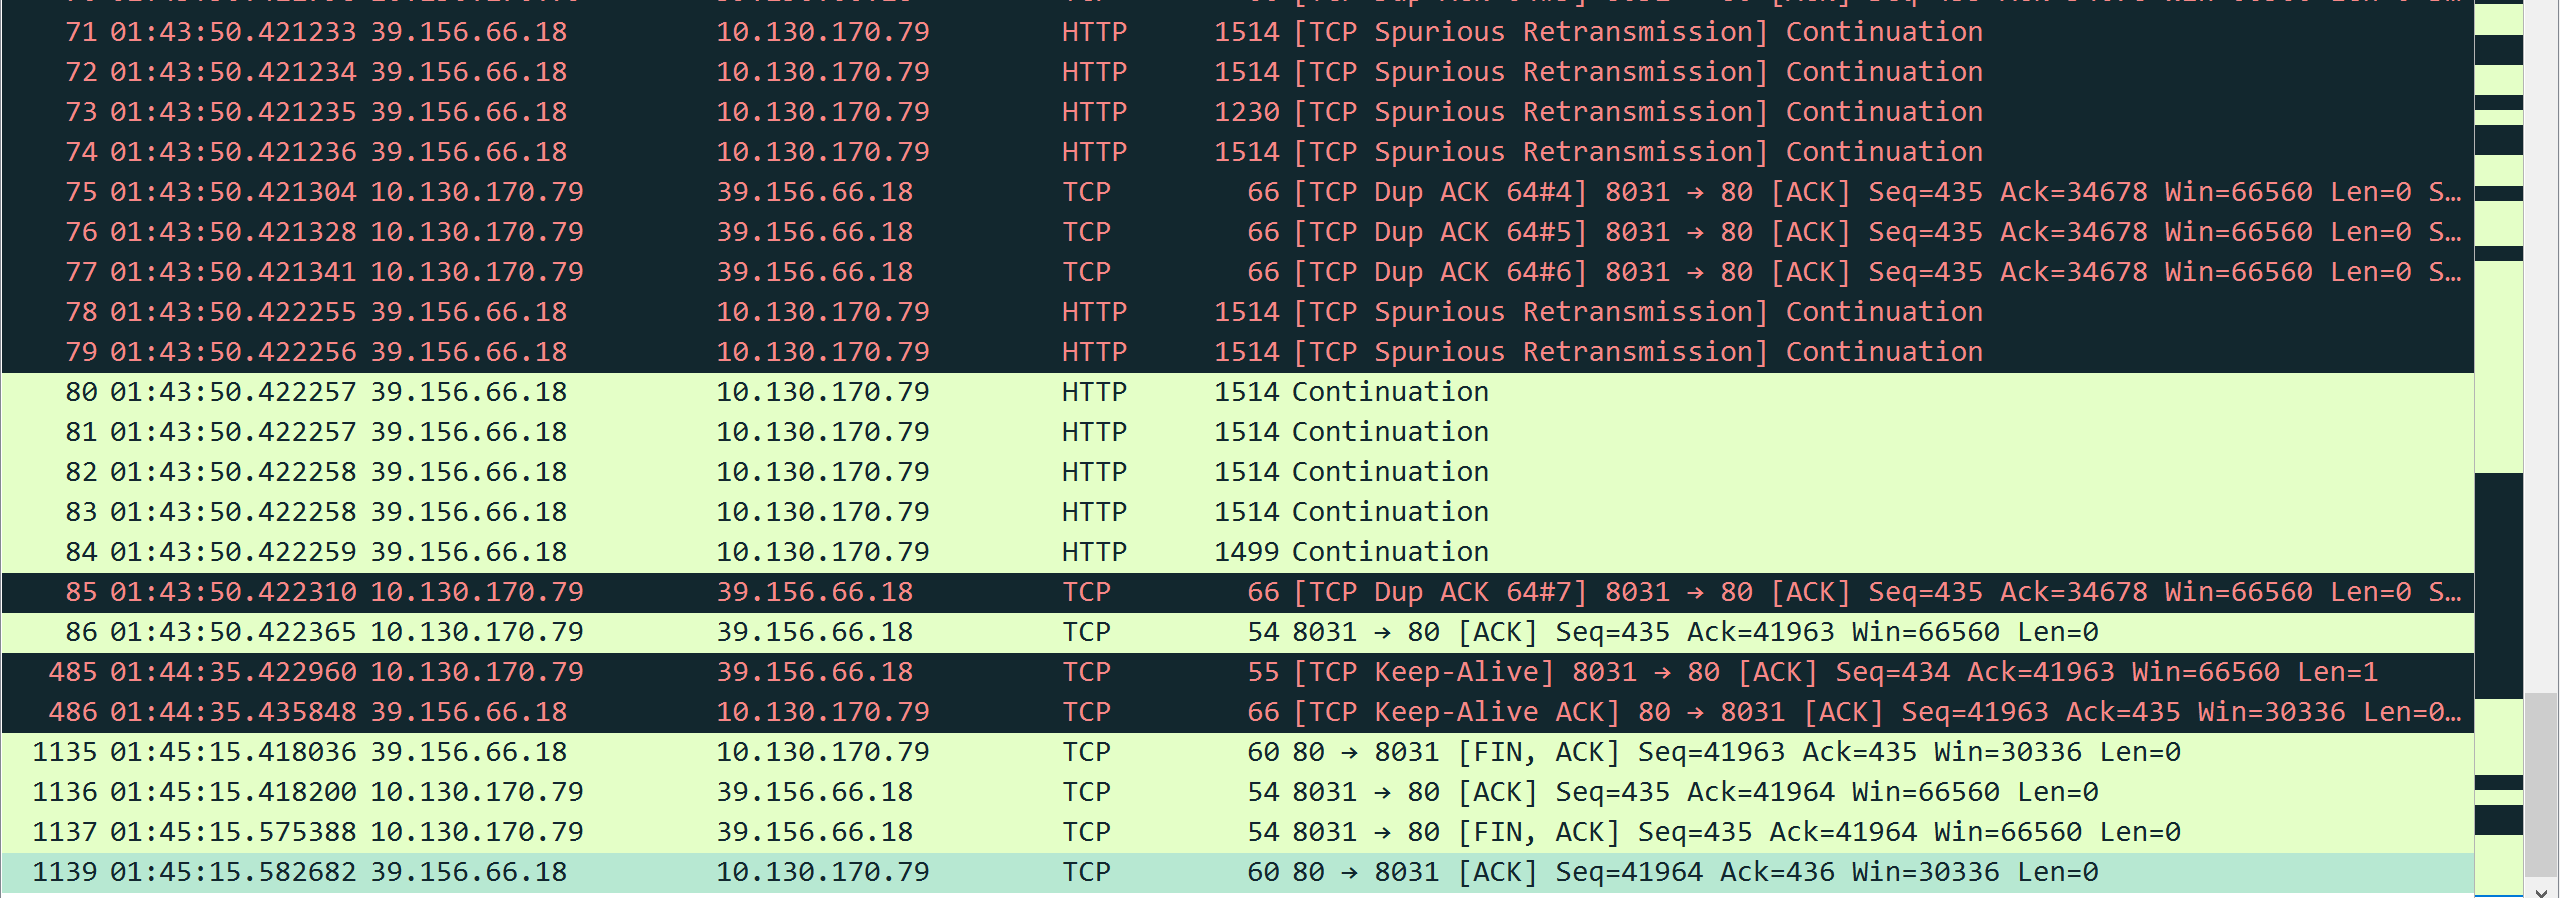 71 01:43:50.421233 39.156.66.18 10.130.170.79 HTTP 1514 [TCP Spurious Retransmission] Continuation
72 01:43:50.421234 39.156.66.18 10.130.170.79 HTTP 1514 [TCP Spurious Retransmission] Continuation
73 01:43:50.421235 39.156.66.18 10.130.170.79 HTTP 1230 [TCP Spurious Retransmission] Continuation
74 01:43:50.421236 39.156.66.18 10.130.170.79 HTTP 1514 [TCP Spurious Retransmission] Continuation
75 01:43:50.421304 10.130.170.79 39.156.66.18 TCP 66 [TCP Dup ACK 64#4] 8031 → 80 [ACK] Seq=435 Ack=34678 Win=66560 Len=0 S…
76 01:43:50.421328 10.130.170.79 39.156.66.18 TCP 66 [TCP Dup ACK 64#5] 8031 → 80 [ACK] Seq=435 Ack=34678 Win=66560 Len=0 S…
77 01:43:50.421341 10.130.170.79 39.156.66.18 TCP 66 [TCP Dup ACK 64#6] 8031 → 80 [ACK] Seq=435 Ack=34678 Win=66560 Len=0 S…
78 01:43:50.422255 39.156.66.18 10.130.170.79 HTTP 1514 [TCP Spurious Retransmission] Continuation
79 01:43:50.422256 39.156.66.18 10.130.170.79 HTTP 1514 [TCP Spurious Retransmission] Continuation
80 01:43:50.422257 39.156.66.18 10.130.170.79 HTTP 1514 Continuation
81 01:43:50.422257 39.156.66.18 10.130.170.79 HTTP 1514 Continuation
82 01:43:50.422258 39.156.66.18 10.130.170.79 HTTP 1514 Continuation
83 01:43:50.422258 39.156.66.18 10.130.170.79 HTTP 1514 Continuation
84 01:43:50.422259 39.156.66.18 10.130.170.79 HTTP 1499 Continuation
85 01:43:50.422310 10.130.170.79 39.156.66.18 TCP 66 [TCP Dup ACK 64#7] 8031 → 80 [ACK] Seq=435 Ack=34678 Win=66560 Len=0 S…
86 01:43:50.422365 10.130.170.79 39.156.66.18 TCP 54 8031 → 80 [ACK] Seq=435 Ack=41963 Win=66560 Len=0
485 01:44:35.422960 10.130.170.79 39.156.66.18 TCP 55 [TCP Keep-Alive] 8031 → 80 [ACK] Seq=434 Ack=41963 Win=66560 Len=1
486 01:44:35.435848 39.156.66.18 10.130.170.79 TCP 66 [TCP Keep-Alive ACK] 80 → 8031 [ACK] Seq=41963 Ack=435 Win=30336 Len=0…
1135 01:45:15.418036 39.156.66.18 10.130.170.79 TCP 60 80 → 8031 [FIN, ACK] Seq=41963 Ack=435 Win=30336 Len=0
1136 01:45:15.418200 10.130.170.79 39.156.66.18 TCP 54 8031 → 80 [ACK] Seq=435 Ack=41964 Win=66560 Len=0
1137 01:45:15.575388 10.130.170.79 39.156.66.18 TCP 54 8031 → 80 [FIN, ACK] Seq=435 Ack=41964 Win=66560 Len=0
1139 01:45:15.582682 39.156.66.18 10.130.170.79 TCP 60 80 → 8031 [ACK] Seq=41964 Ack=436 Win=30336 Len=0